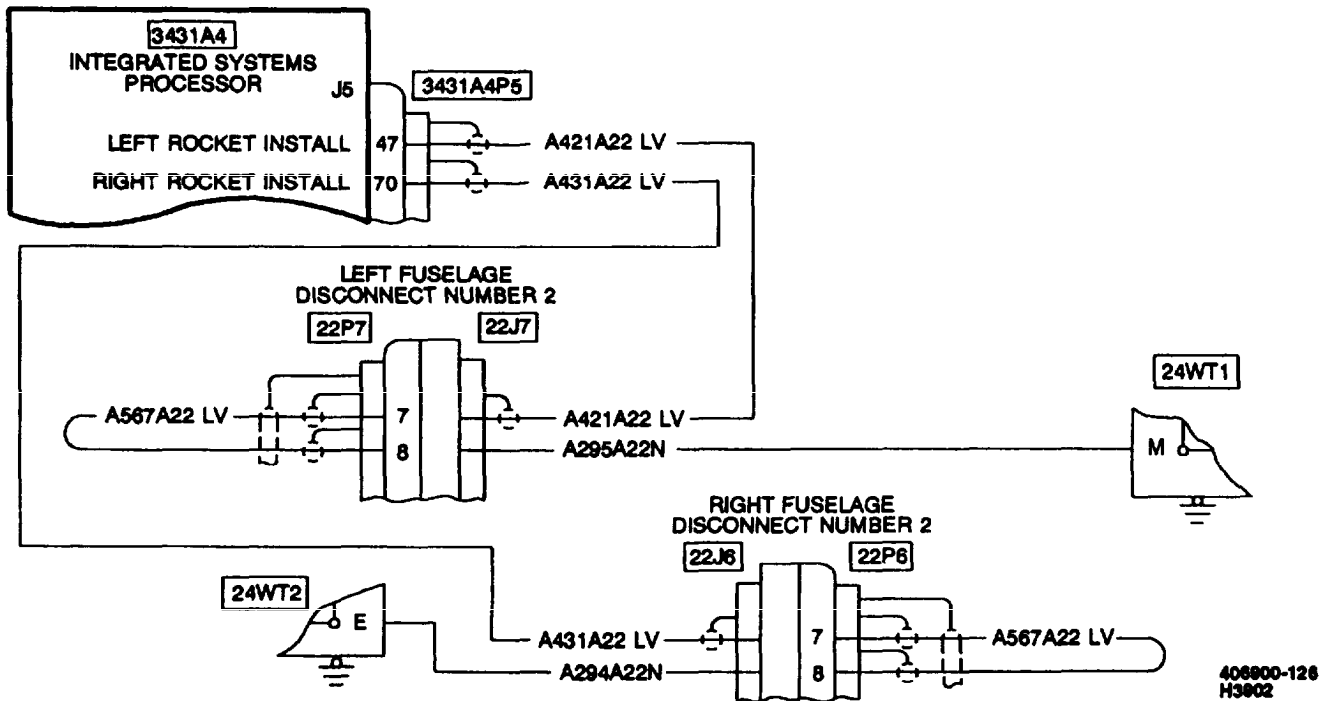 3431A4
INTEGRATED SYSTEMS
PROCESSOR
J5
3431A4P5
LEFT ROCKET INSTALL 47 A421A22 LV
RIGHT ROCKET INSTALL 70 A431A22 LV
LEFT FUSELAGE
DISCONNECT NUMBER 2
22P7 22J7
24WT1
A567A22 LV 7 A421A22 LV
8 A295A22N
M
RIGHT FUSELAGE
DISCONNECT NUMBER 2
22J6 22P6
24WT2
E
A431A22 LV 7 A567A22 LV
A294A22N 8
406900-126
H3902